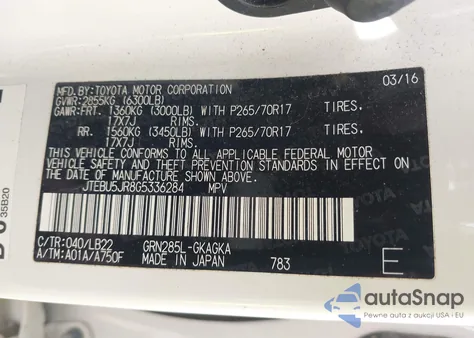 MFD.BY:TOYOTA MOTOR CORPORATION 03/16
GVWR:2855KG (6300LB)
GAWR:FRT. 1360KG (3000LB) WITH P265/70R17 TIRES.
17X7J RIMS.
RR. 1560KG (3450LB) WITH P265/70R17 TIRES.
17X7J RIMS.
THIS VEHICLE CONFORMS TO ALL APPLICABLE FEDERAL MOTOR
VEHICLE SAFETY AND THEFT PREVENTION STANDARDS IN EFFECT ON
THE DATE OF MANUFACTURE SHOWN ABOVE.
JTEBU5JR8G5336284 MPV
C/TR:040/LB22 GRN285L-GKAGKA
A/TM:A01A/A750F MADE IN JAPAN 783 E
35B20
autaSnap
Pewne auta z aukcji USA i EU